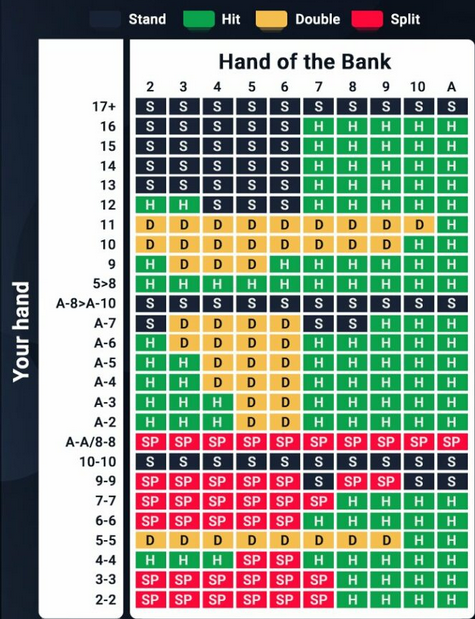 Stand Hit Double Split
Hand of the Bank
2 3 4 5 6 7 8 9 10 A
Your hand
17+ S S S S S S S S S S
16 S S S S S H H H H H
15 S S S S S H H H H H
14 S S S S S H H H H H
13 S S S S S H H H H H
12 H H S S S H H H H H
11 D D D D D D D D D H
10 D D D D D D D D H H
9 H D D D H H H H H H
5>8 H H H H H H H H H H
A-8>A-10 S S S S S S S S S S
A-7 S D D D D S S H H H
A-6 H D D D D H H H H H
A-5 H H D D D H H H H H
A-4 H H D D D H H H H H
A-3 H H H D D H H H H H
A-2 H H H D D H H H H H
A-A/8-8 SP SP SP SP SP SP SP SP SP SP
10-10 S S S S S S S S S S
9-9 SP SP SP SP SP S SP SP S S
7-7 SP SP SP SP SP SP H H H H
6-6 SP SP SP SP SP H H H H H
5-5 D D D D D D D D H H
4-4 H H H SP SP H H H H H
3-3 SP SP SP SP SP SP H H H H
2-2 SP SP SP SP SP SP H H H H